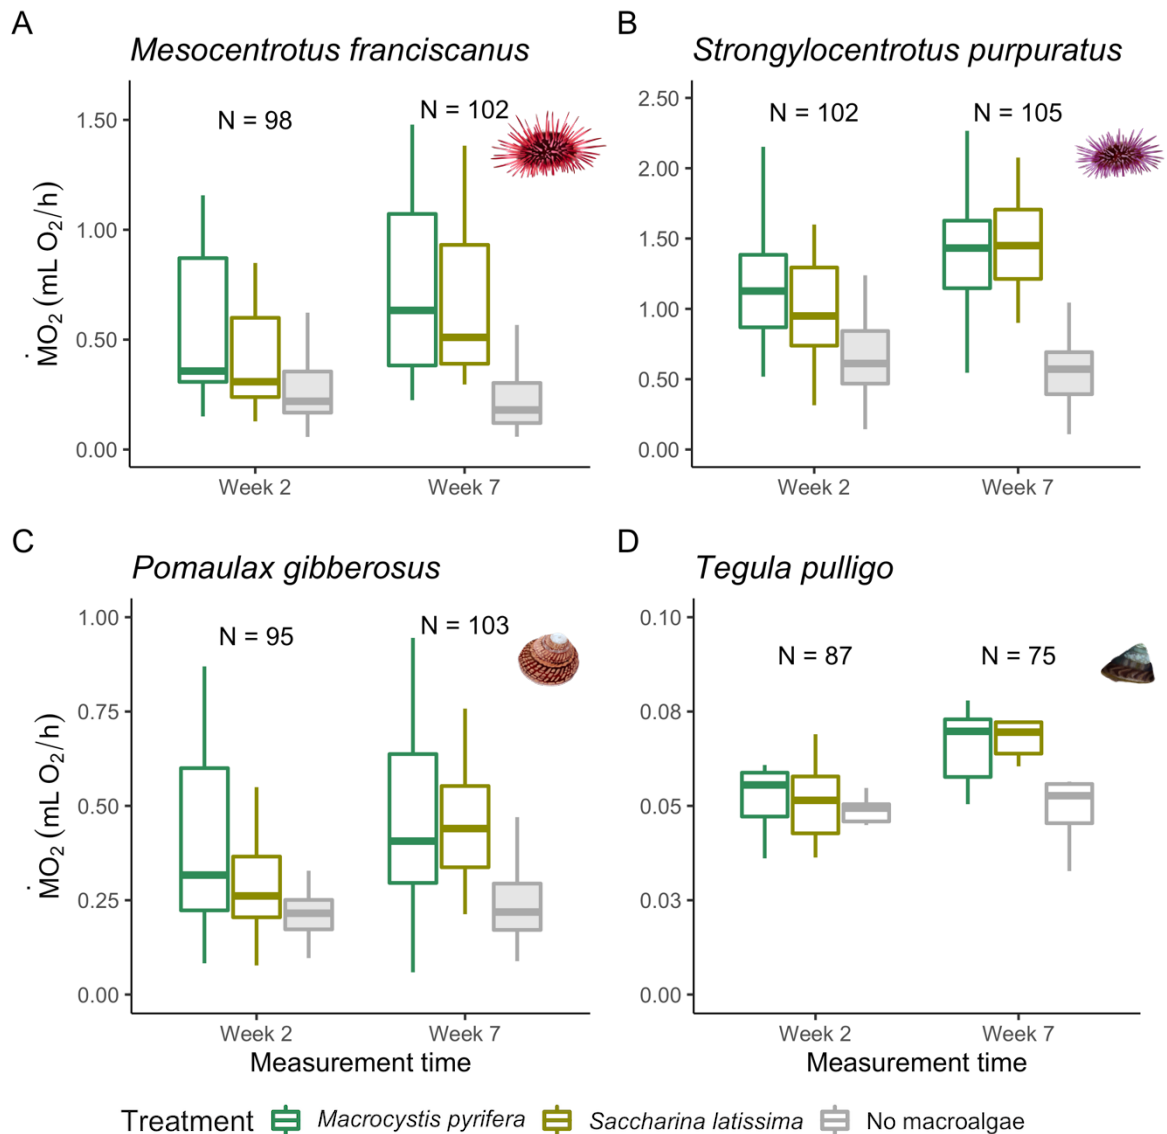 A
Mesocentrotus franciscanus
N = 98
N = 102
1.50
1.00
0.50
0.00
ṀO₂ (mL O₂/h)
Week 2
Week 7
B
Strongylocentrotus purpuratus
N = 102
N = 105
2.50
2.00
1.50
1.00
0.50
0.00
Week 2
Week 7
C
Pomaulax gibberosus
N = 95
N = 103
1.00
0.75
0.50
0.25
0.00
ṀO₂ (mL O₂/h)
Week 2
Week 7
Measurement time
D
Tegula pulligo
N = 87
N = 75
0.10
0.08
0.05
0.03
0.00
Week 2
Week 7
Measurement time
Treatment Macrocystis pyrifera Saccharina latissima No macroalgae